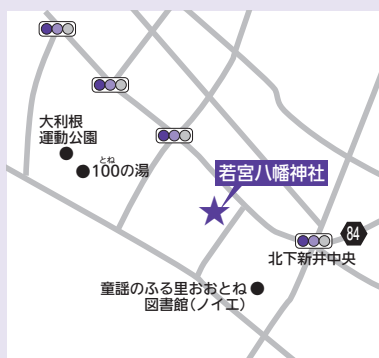 大利根
運動公園
とね
100の湯
若宮八幡神社
84
北下新井中央
童謡のふる里おおとね
図書館(ノイエ)